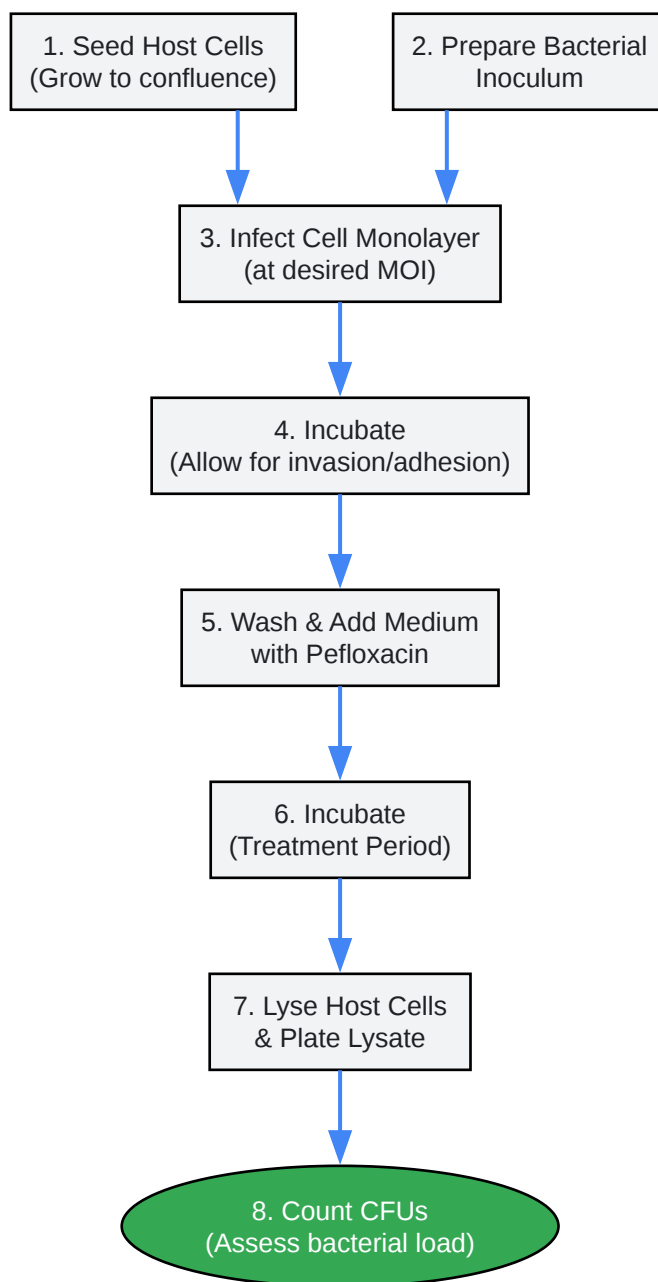 1. Seed Host Cells
(Grow to confluence)
2. Prepare Bacterial
Inoculum
3. Infect Cell Monolayer
(at desired MOI)
4. Incubate
(Allow for invasion/adhesion)
5. Wash & Add Medium
with Pefloxacin
6. Incubate
(Treatment Period)
7. Lyse Host Cells
& Plate Lysate
8. Count CFUs
(Assess bacterial load)